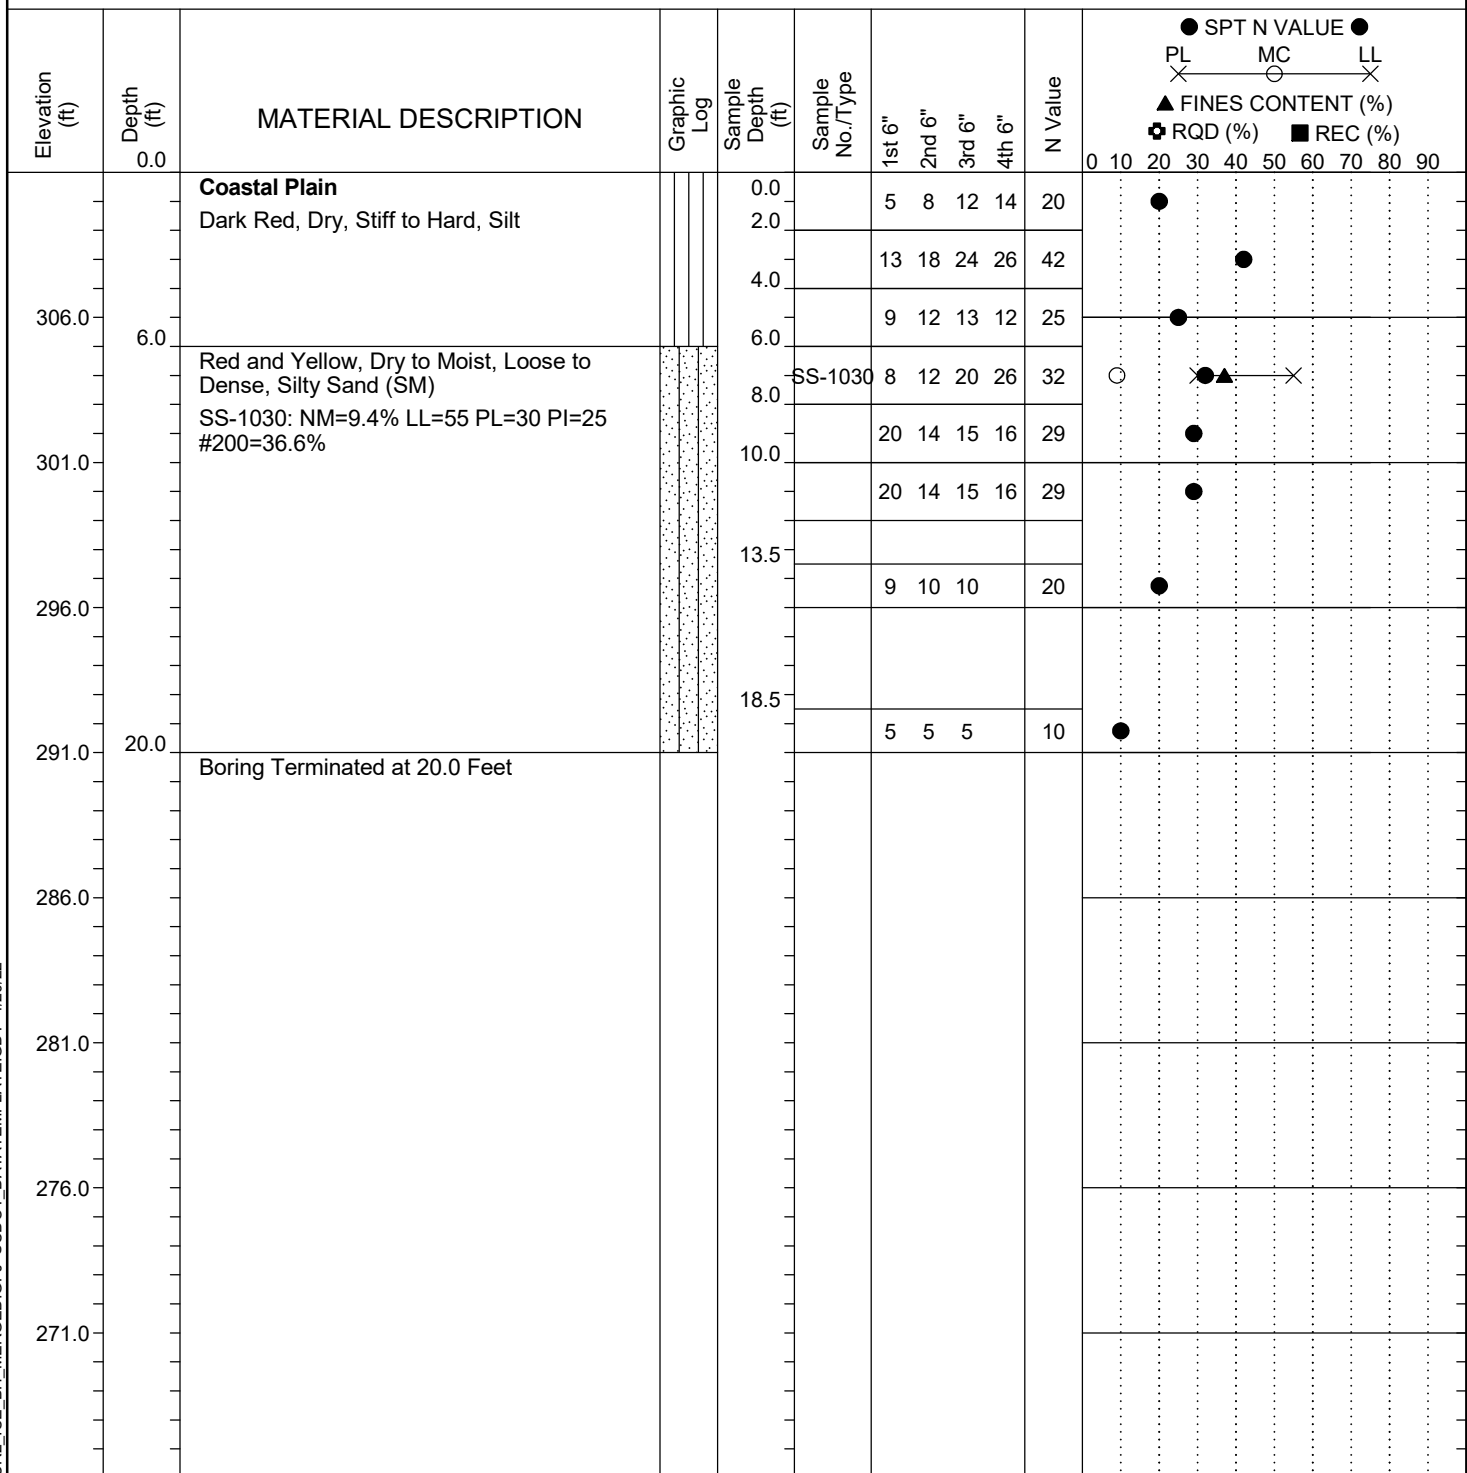 ● SPT N VALUE ●
PL MC LL
▲ FINES CONTENT (%)
RQD (%) ■ REC (%)
0 10 20 30 40 50 60 70 80 90
Elevation (ft)
Depth (ft)
0.0
MATERIAL DESCRIPTION
Graphic Log
Sample Depth (ft)
Sample No./Type
1st 6"
2nd 6"
3rd 6"
4th 6"
N Value
Coastal Plain
Dark Red, Dry, Stiff to Hard, Silt
0.0
5 8 12 14 20
2.0
13 18 24 26 42
4.0
306.0
9 12 13 12 25
6.0 6.0
Red and Yellow, Dry to Moist, Loose to
Dense, Silty Sand (SM)
SS-1030 8 12 20 26 32
8.0
SS-1030: NM=9.4% LL=55 PL=30 PI=25
#200=36.6%
20 14 15 16 29
10.0
301.0
20 14 15 16 29
13.5
9 10 10 20
296.0
18.5
5 5 5 10
20.0
291.0
Boring Terminated at 20.0 Feet
286.0
281.0
276.0
271.0